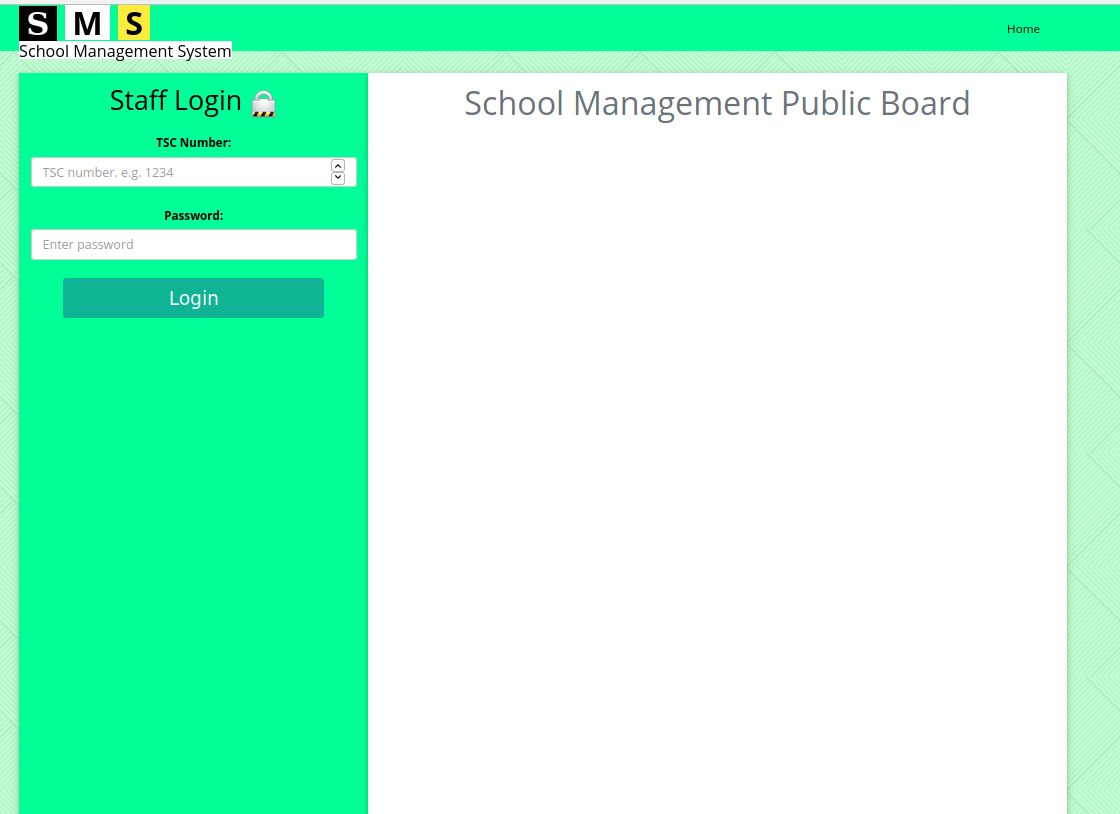 S M S
School Management System
Home
Staff Login
TSC Number:
TSC number. e.g. 1234
Password:
Enter password
Login
School Management Public Board